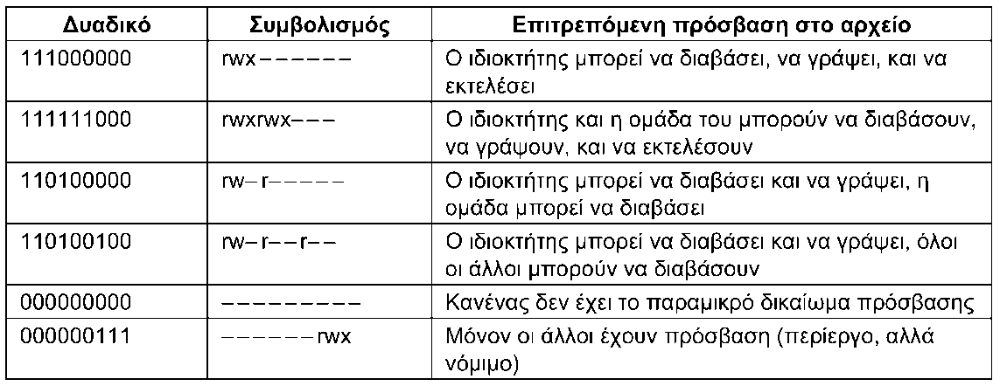 Δυαδικό Συμβολισμός Επιτρεπόμενη πρόσβαση στο αρχείο
111000000 rwx– – – – – – Ο ιδιοκτήτης μπορεί να διαβάσει, να γράψει, και να
εκτελέσει
111111000 rwxrwx– – – Ο ιδιοκτήτης και η ομάδα του μπορούν να διαβάσουν,
να γράψουν, και να εκτελέσουν
110100000 rw– r– – – – – Ο ιδιοκτήτης μπορεί να διαβάσει και να γράψει, η
ομάδα μπορεί να διαβάσει
110100100 rw– r– – r– – Ο ιδιοκτήτης μπορεί να διαβάσει και να γράψει, όλοι
οι άλλοι μπορούν να διαβάσουν
000000000 – – – – – – – – – Κανένας δεν έχει το παραμικρό δικαίωμα πρόσβασης
000000111 – – – – – – rwx Μόνον οι άλλοι έχουν πρόσβαση (περίεργο, αλλά
νόμιμο)